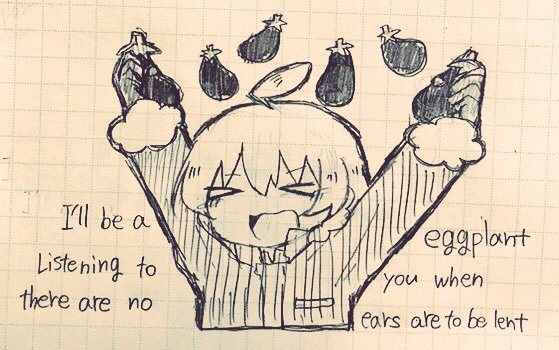 I'll be a eggplant
Listening to you when
there are no ears are to be lent